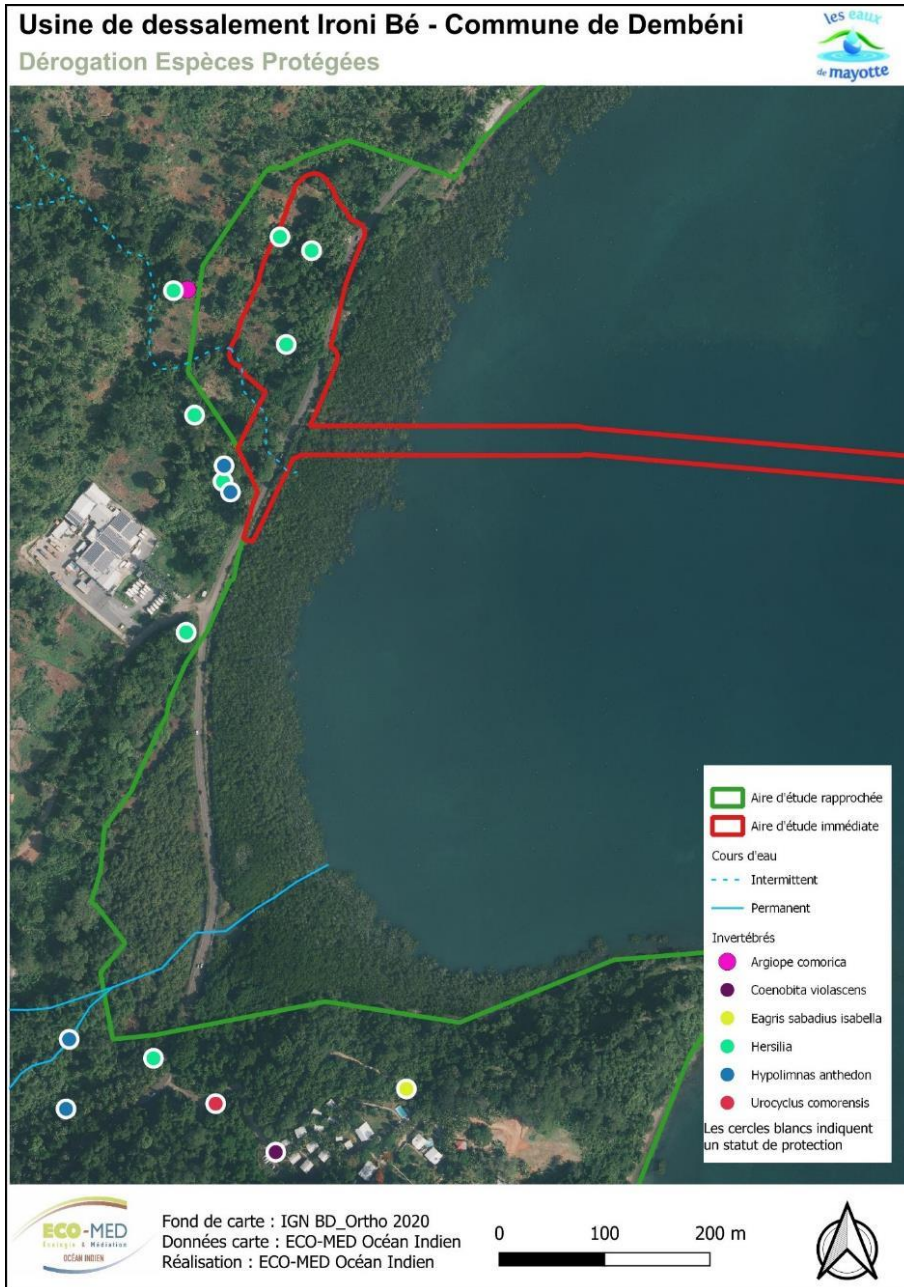 Usine de dessalement Ironi Bé - Commune de Dembéni
Dérogation Espèces Protégées
les eaux
de mayotte
Aire d'étude rapprochée
Aire d'étude immédiate
Cours d'eau
Intermittent
Permanent
Invertébrés
Argiope comorica
Coenobita violascens
Eagris sabadius isabella
Hersilia
Hypolimnas anthedon
Urocyclus comorensis
Les cercles blancs indiquent
un statut de protection
ECO-MED
Écologie & Médiation
OCÉAN INDIEN
Fond de carte : IGN BD_Ortho 2020
Données carte : ECO-MED Océan Indien
Réalisation : ECO-MED Océan Indien
0 100 200 m